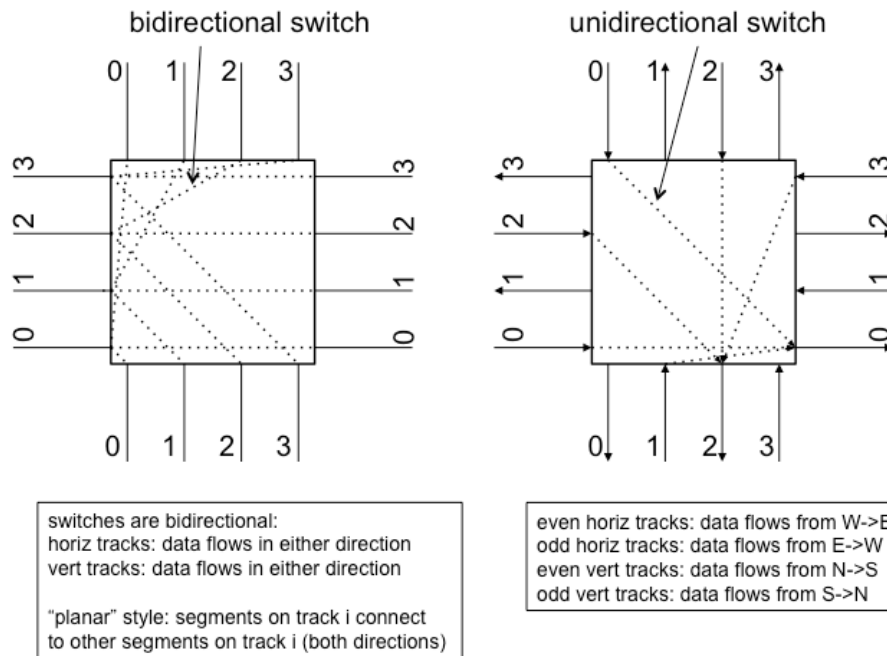 bidirectional switch
unidirectional switch
0 1 2 3
0 1 2 3
3 3
2 2
1 1
0 0
3 3
2 2
1 1
0 0
0 1 2 3
0 1 2 3
switches are bidirectional:
horiz tracks: data flows in either direction
vert tracks: data flows in either direction
“planar” style: segments on track i connect
to other segments on track i (both directions)
even horiz tracks: data flows from W->E
odd horiz tracks: data flows from E->W
even vert tracks: data flows from N->S
odd vert tracks: data flows from S->N